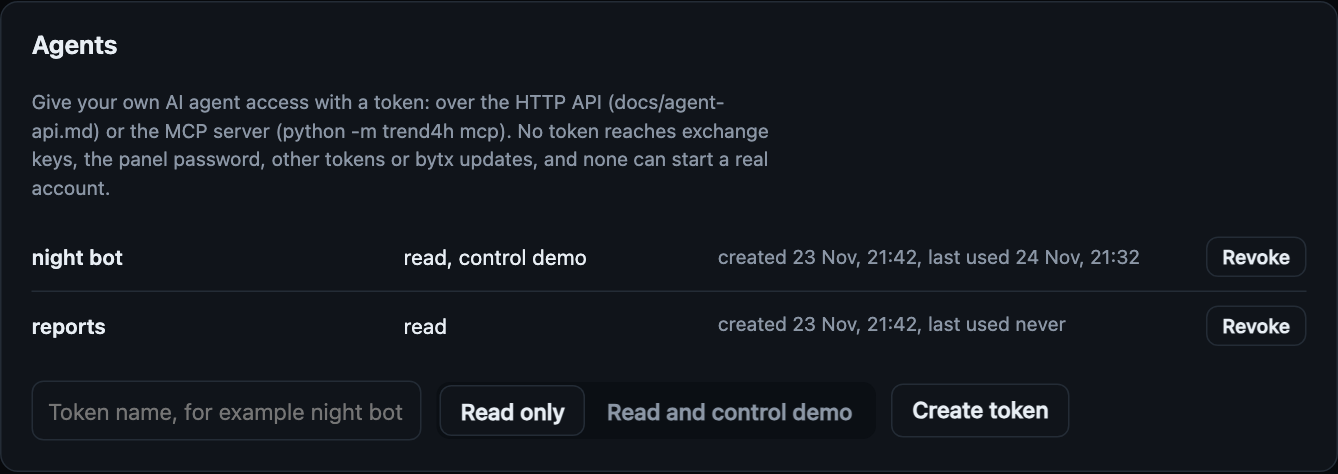 Agents
Give your own AI agent access with a token: over the HTTP API (docs/agent-
api.md) or the MCP server (python -m trend4h mcp). No token reaches exchange
keys, the panel password, other tokens or bytx updates, and none can start a real
account.
night bot read, control demo created 23 Nov, 21:42, last used 24 Nov, 21:32 Revoke
reports read created 23 Nov, 21:42, last used never Revoke
Token name, for example night bot Read only Read and control demo Create token